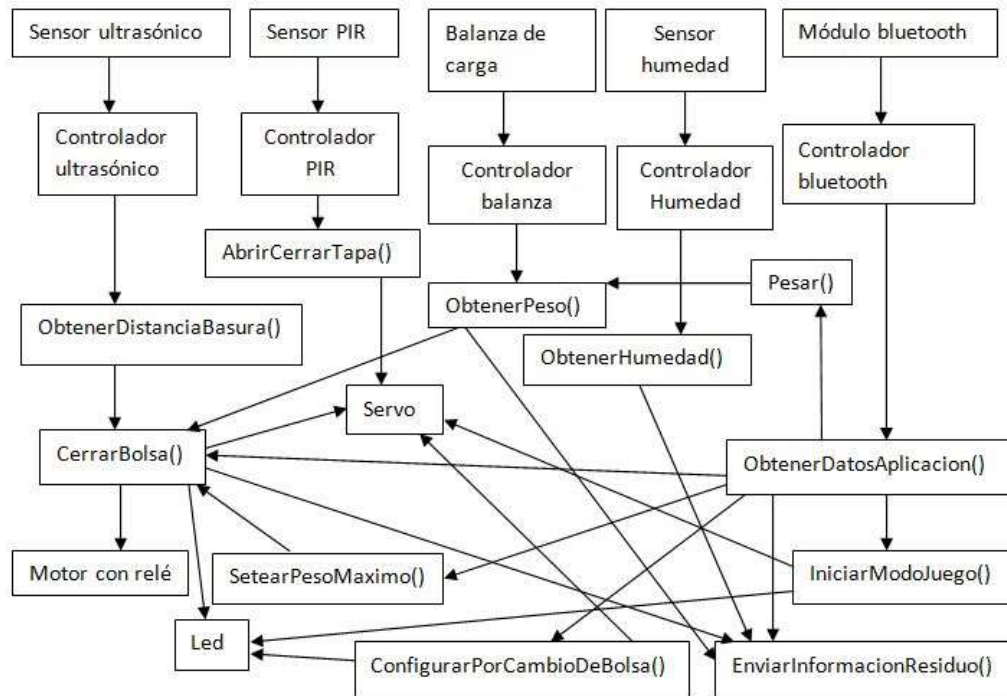 Sensor ultrasónico
Sensor PIR
Balanza de
carga
Sensor
humedad
Módulo bluetooth
Controlador
ultrasónico
Controlador
PIR
Controlador
balanza
Controlador
Humedad
Controlador
bluetooth
AbrirCerrarTapa()
Pesar()
ObtenerPeso()
ObtenerDistanciaBasura()
ObtenerHumedad()
Servo
CerrarBolsa()
ObtenerDatosAplicacion()
Motor con relé
SetearPesoMaximo()
IniciarModoJuego()
Led
ConfigurarPorCambioDeBolsa()
EnviarInformacionResiduo()